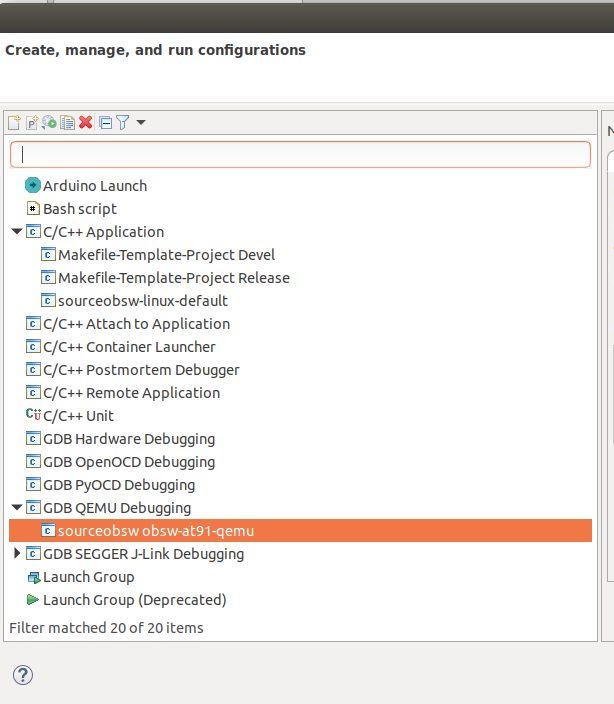 Create, manage, and run configurations
Arduino Launch
Bash script
C/C++ Application
Makefile-Template-Project Devel
Makefile-Template-Project Release
sourceobsw-linux-default
C/C++ Attach to Application
C/C++ Container Launcher
C/C++ Postmortem Debugger
C/C++ Remote Application
C/C++ Unit
GDB Hardware Debugging
GDB OpenOCD Debugging
GDB PyOCD Debugging
GDB QEMU Debugging
sourceobsw obsw-at91-qemu
GDB SEGGER J-Link Debugging
Launch Group
Launch Group (Deprecated)
Filter matched 20 of 20 items